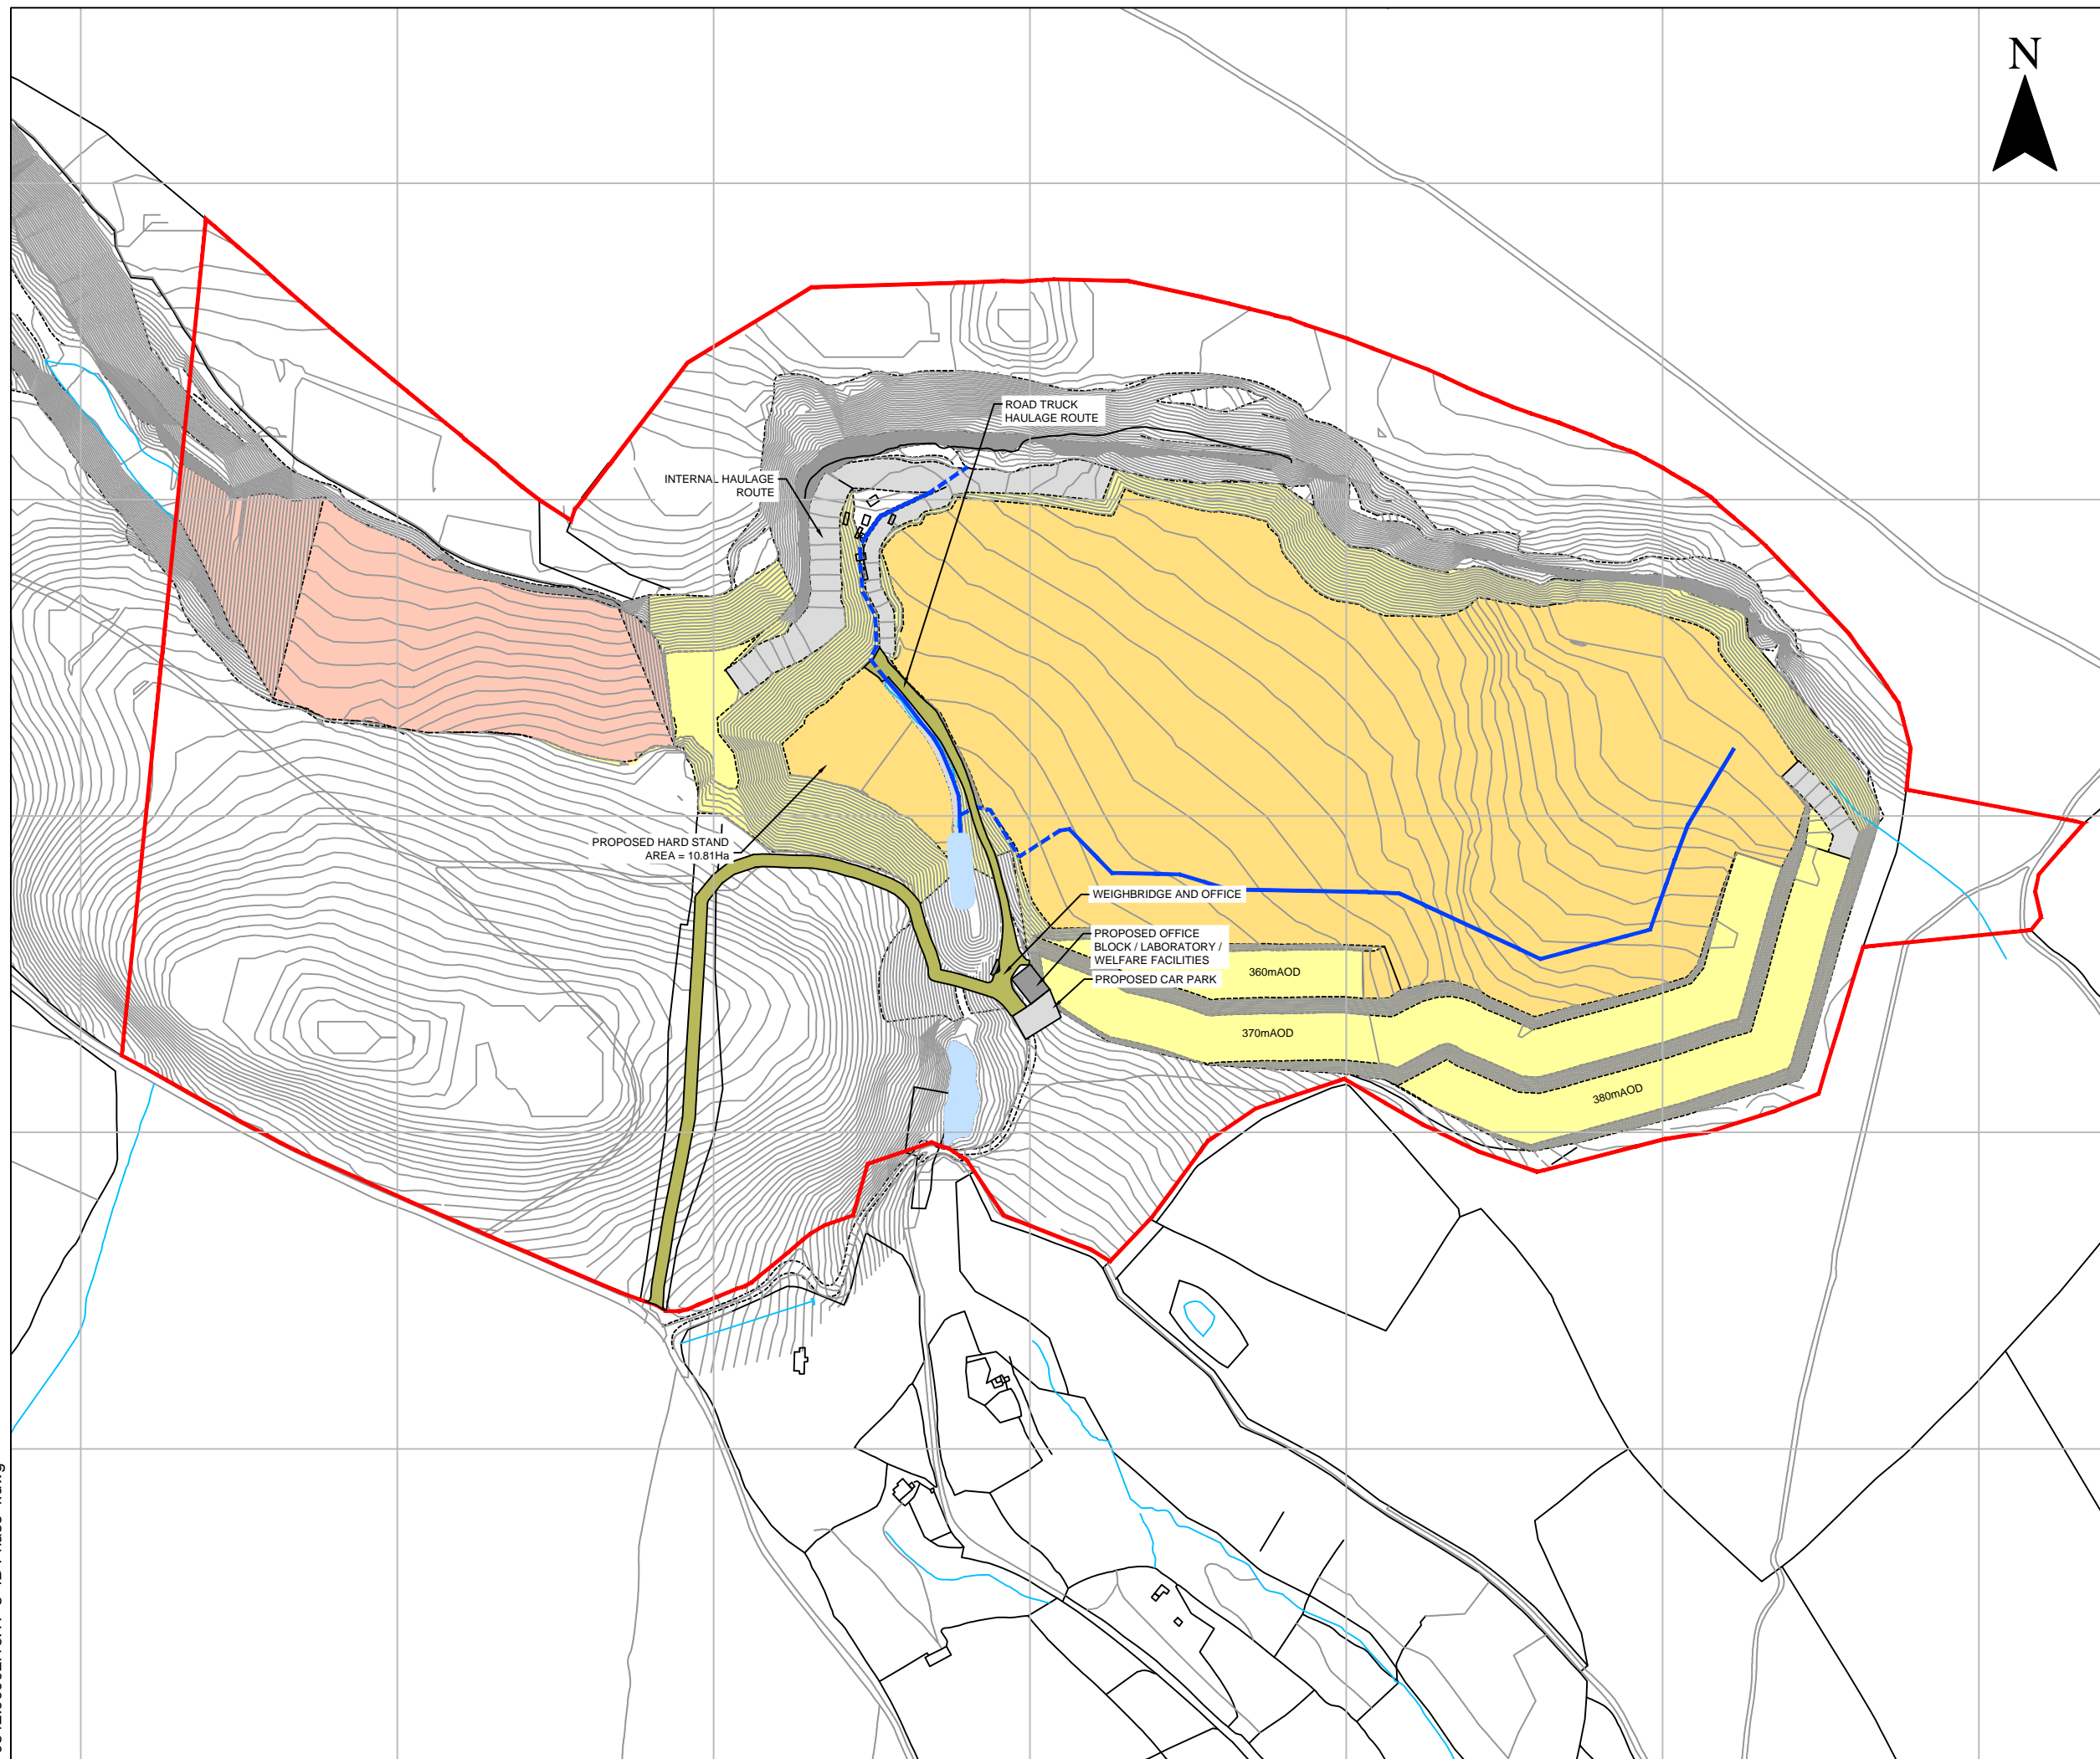 N
ROAD TRUCK
HAULAGE ROUTE
INTERNAL HAULAGE
ROUTE
PROPOSED HARD STAND
AREA = 10.81Ha
WEIGHBRIDGE AND OFFICE
PROPOSED OFFICE
BLOCK / LABORATORY /
WELFARE FACILITIES
PROPOSED CAR PARK
360mAOD
370mAOD
380mAOD